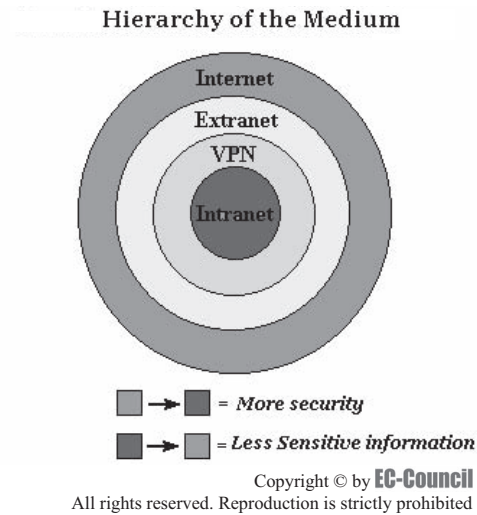 Hierarchy of the Medium
Internet
Extranet
VPN
Intranet
= More security
= Less Sensitive information
Copyright © by EC-Council
All rights reserved. Reproduction is strictly prohibited